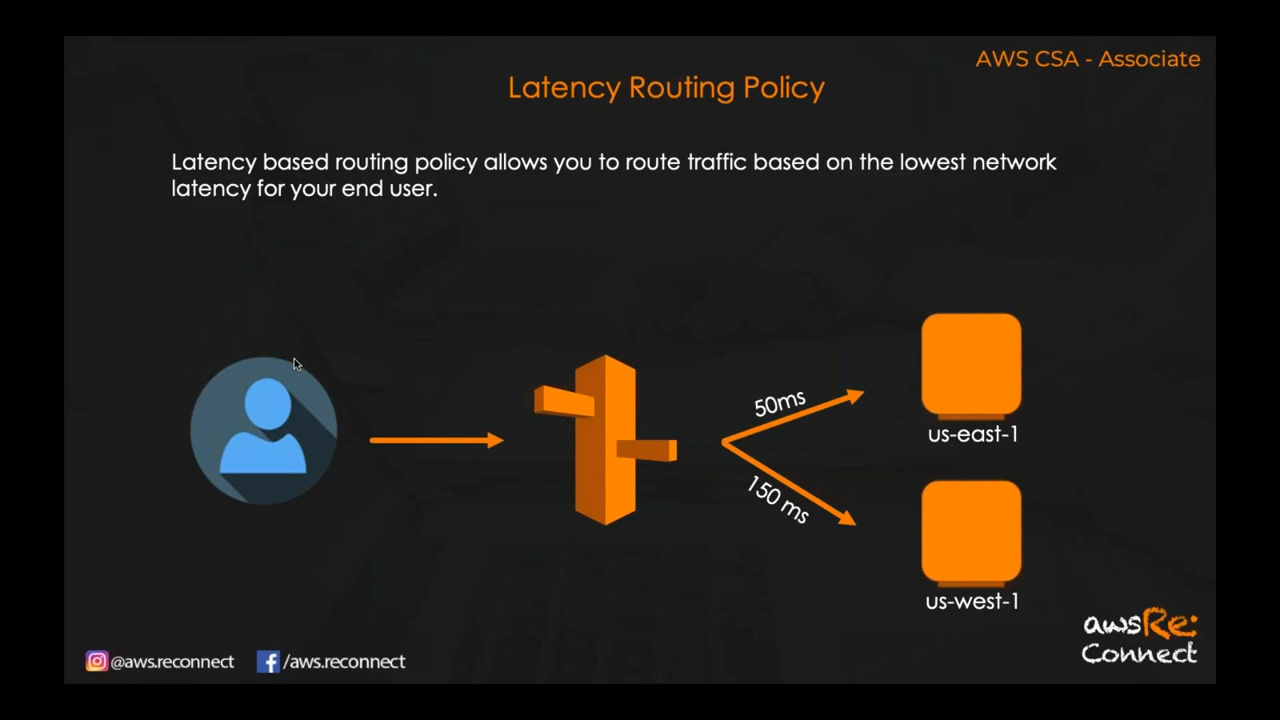 AWS CSA - Associate
Latency Routing Policy
Latency based routing policy allows you to route traffic based on the lowest network
latency for your end user.
50ms
us-east-1
150 ms
us-west-1
awsRe:
Connect
@aws.reconnect
/aws.reconnect